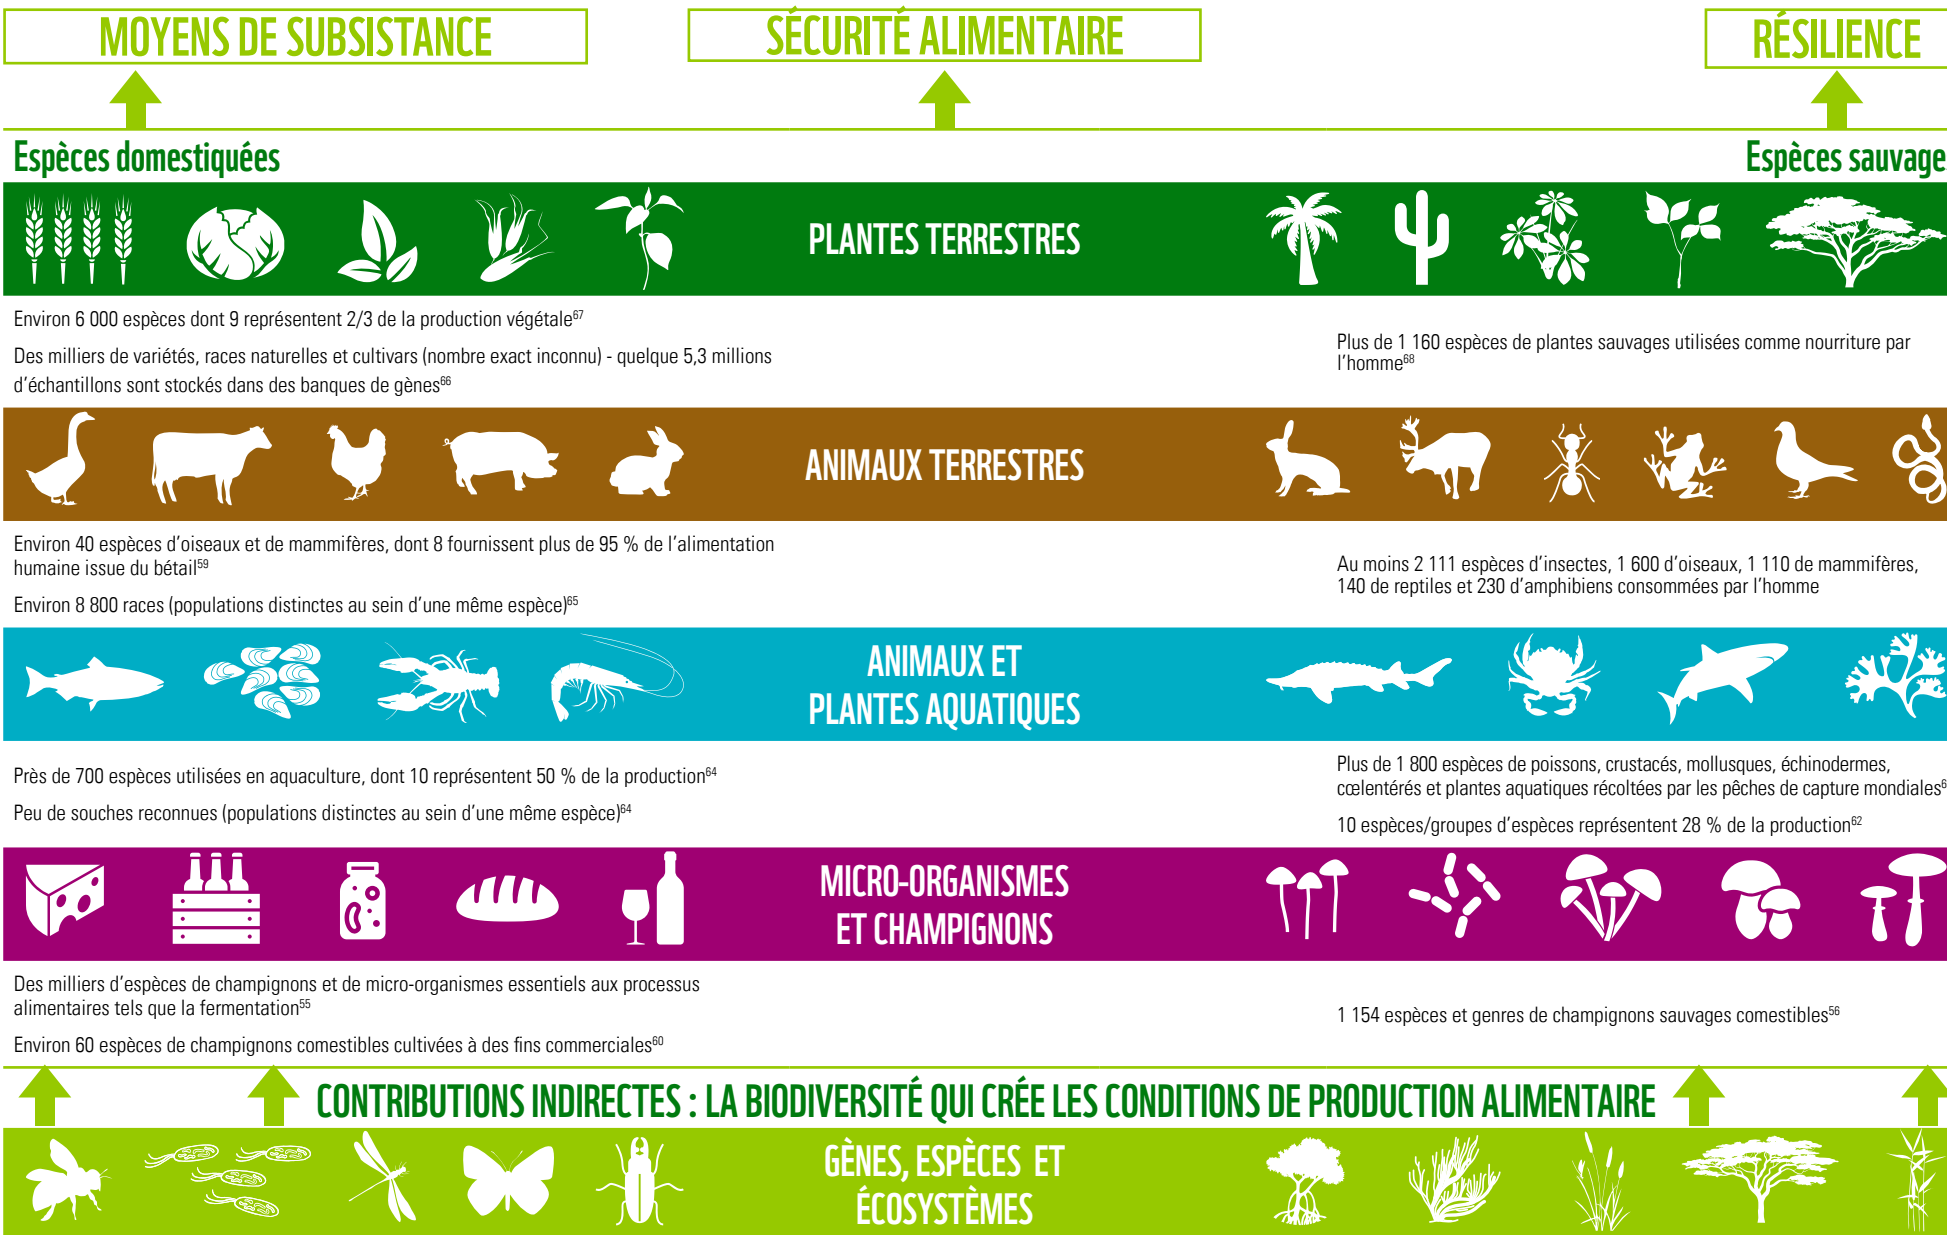 MOYENS DE SUBSISTANCE
SÉCURITÉ ALIMENTAIRE
RÉSILIENCE
Espèces domestiquées
Espèces sauvage
PLANTES TERRESTRES
Environ 6 000 espèces dont 9 représentent 2/3 de la production végétale67
Des milliers de variétés, races naturelles et cultivars (nombre exact inconnu) - quelque 5,3 millions
d'échantillons sont stockés dans des banques de gènes66
Plus de 1 160 espèces de plantes sauvages utilisées comme nourriture par
l'homme68
ANIMAUX TERRESTRES
Environ 40 espèces d'oiseaux et de mammifères, dont 8 fournissent plus de 95 % de l'alimentation
humaine issue du bétail59
Environ 8 800 races (populations distinctes au sein d'une même espèce)65
Au moins 2 111 espèces d'insectes, 1 600 d'oiseaux, 1 110 de mammifères,
140 de reptiles et 230 d'amphibiens consommées par l'homme
ANIMAUX ET
PLANTES AQUATIQUES
Près de 700 espèces utilisées en aquaculture, dont 10 représentent 50 % de la production64
Peu de souches reconnues (populations distinctes au sein d'une même espèce)64
Plus de 1 800 espèces de poissons, crustacés, mollusques, échinodermes,
cœlentérés et plantes aquatiques récoltées par les pêches de capture mondiales6
10 espèces/groupes d'espèces représentent 28 % de la production62
MICRO-ORGANISMES
ET CHAMPIGNONS
Des milliers d'espèces de champignons et de micro-organismes essentiels aux processus
alimentaires tels que la fermentation55
Environ 60 espèces de champignons comestibles cultivées à des fins commerciales60
1 154 espèces et genres de champignons sauvages comestibles56
CONTRIBUTIONS INDIRECTES : LA BIODIVERSITÉ QUI CRÉE LES CONDITIONS DE PRODUCTION ALIMENTAIRE
GÈNES, ESPÈCES ET
ÉCOSYSTÈMES